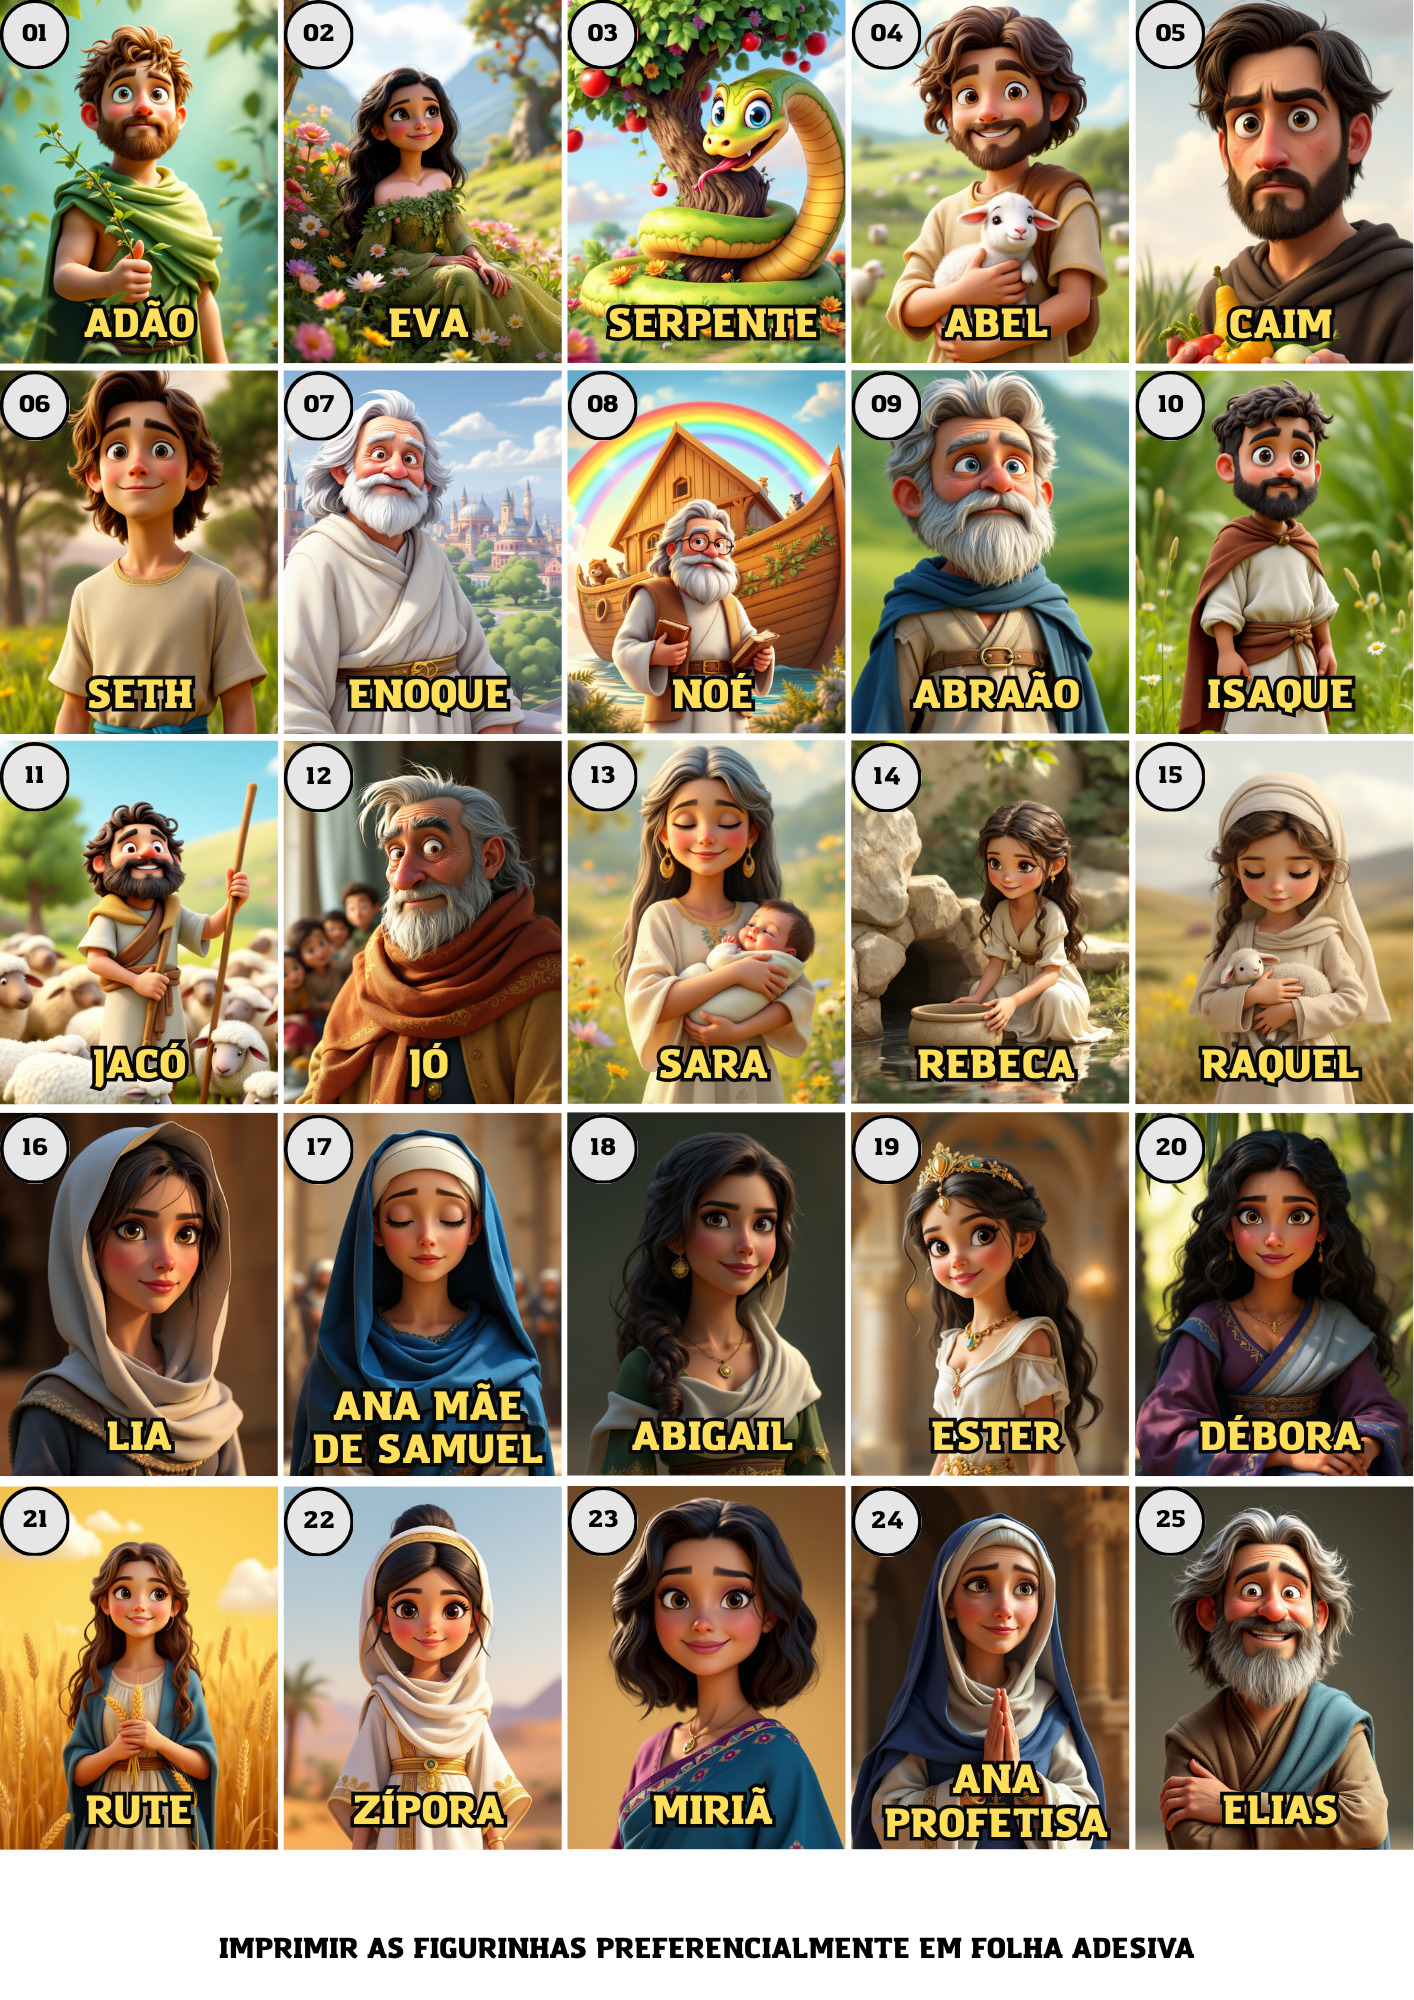 01
ADÃO
02
EVA
03
SERPENTE
04
ABEL
05
CAIM
06
SETH
07
ENOQUE
08
NOÉ
09
ABRAÃO
10
ISAQUE
11
JACÓ
12
JÓ
13
SARA
14
REBECA
15
RAQUEL
16
LIA
17
ANA MÃE
DE SAMUEL
18
ABIGAIL
19
ESTER
20
DÉBORA
21
RUTE
22
ZÍPORA
23
MIRIÃ
24
ANA
PROFETISA
25
ELIAS
IMPRIMIR AS FIGURINHAS PREFERENCIALMENTE EM FOLHA ADESIVA